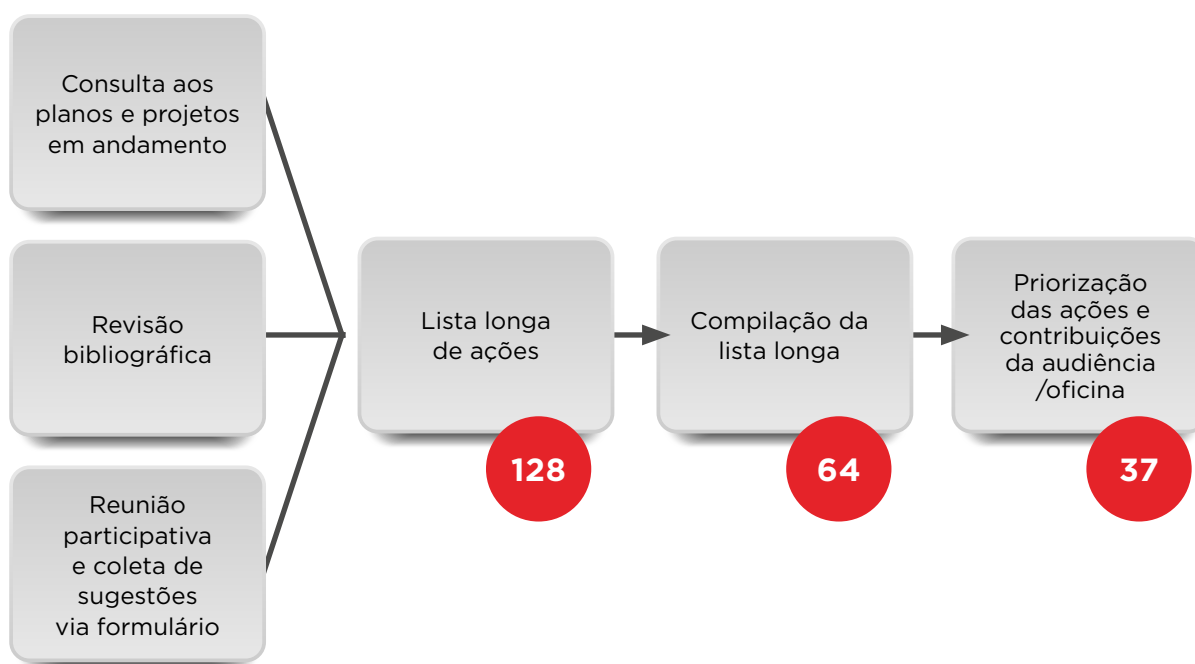 Consulta aos
planos e projetos
em andamento
Revisão
bibliográfica
Reunião
participativa
e coleta de
sugestões
via formulário
Lista longa
de ações
128
Compilação da
lista longa
64
Priorização
das ações e
contribuições
da audiência
/oficina
37